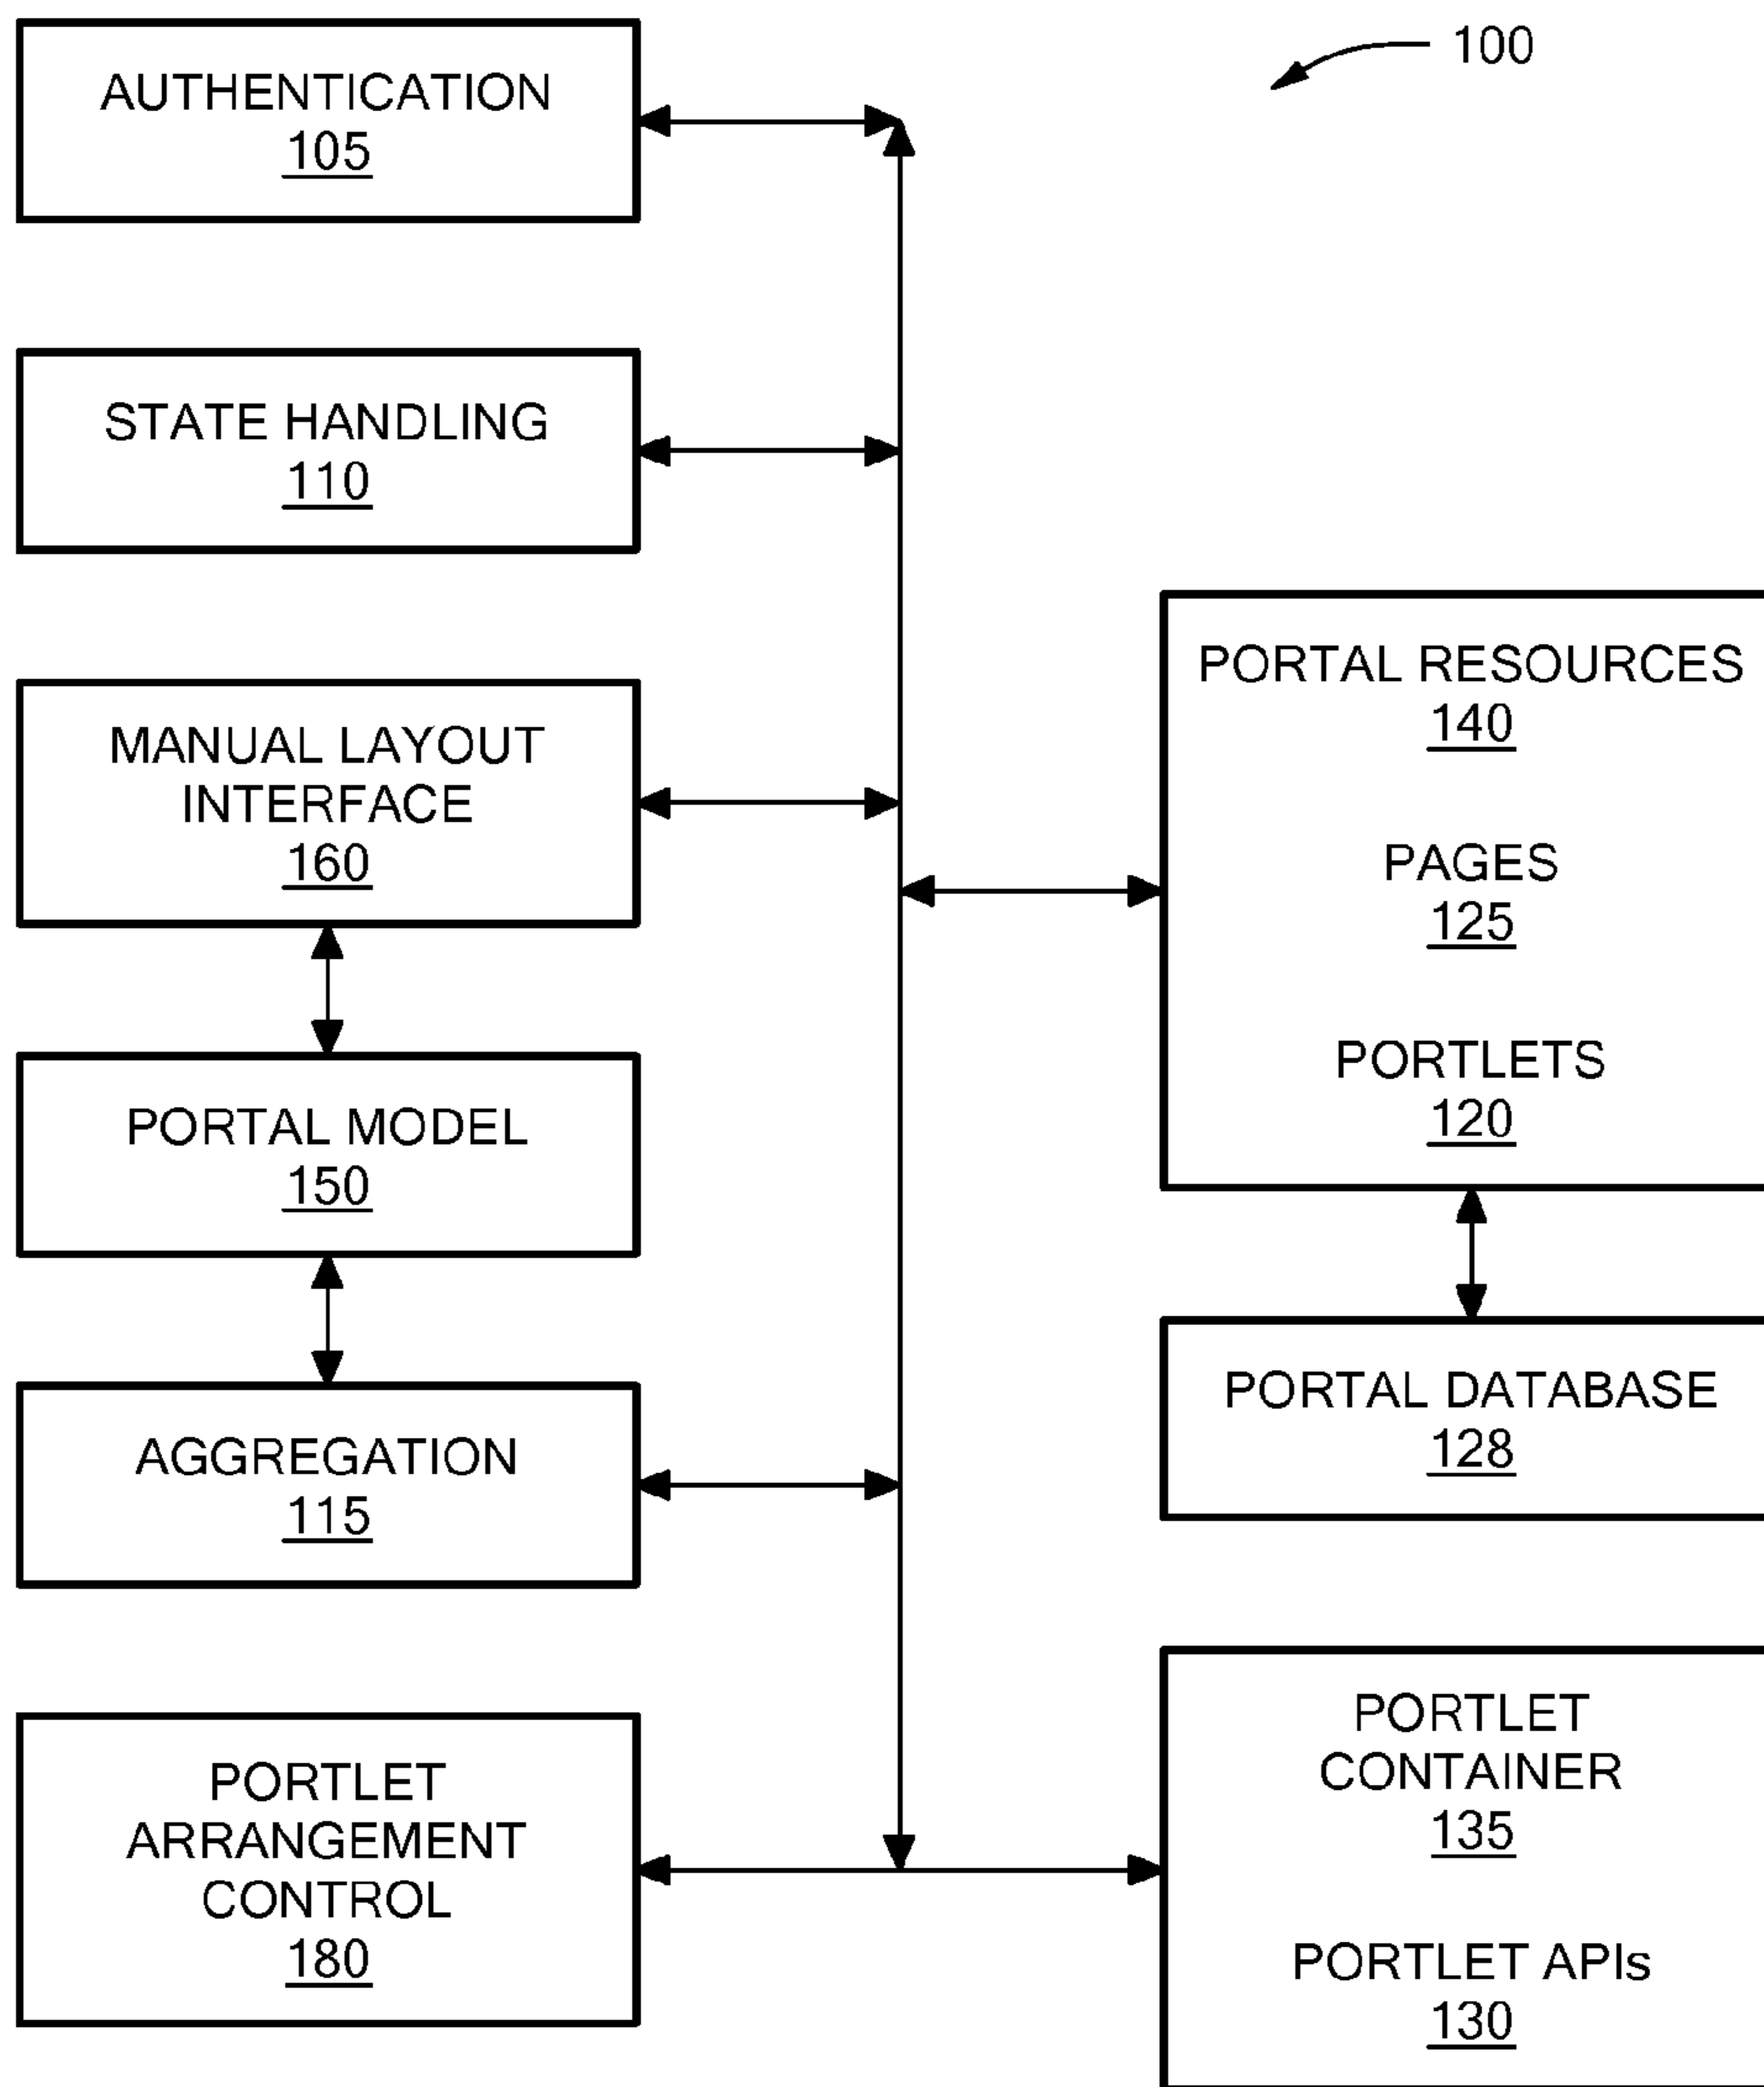 100
AUTHENTICATION
105
STATE HANDLING
110
MANUAL LAYOUT
INTERFACE
160
PORTAL MODEL
150
AGGREGATION
115
PORTLET
ARRANGEMENT
CONTROL
180
PORTAL RESOURCES
140
PAGES
125
PORTLETS
120
PORTAL DATABASE
128
PORTLET
CONTAINER
135
PORTLET APIs
130